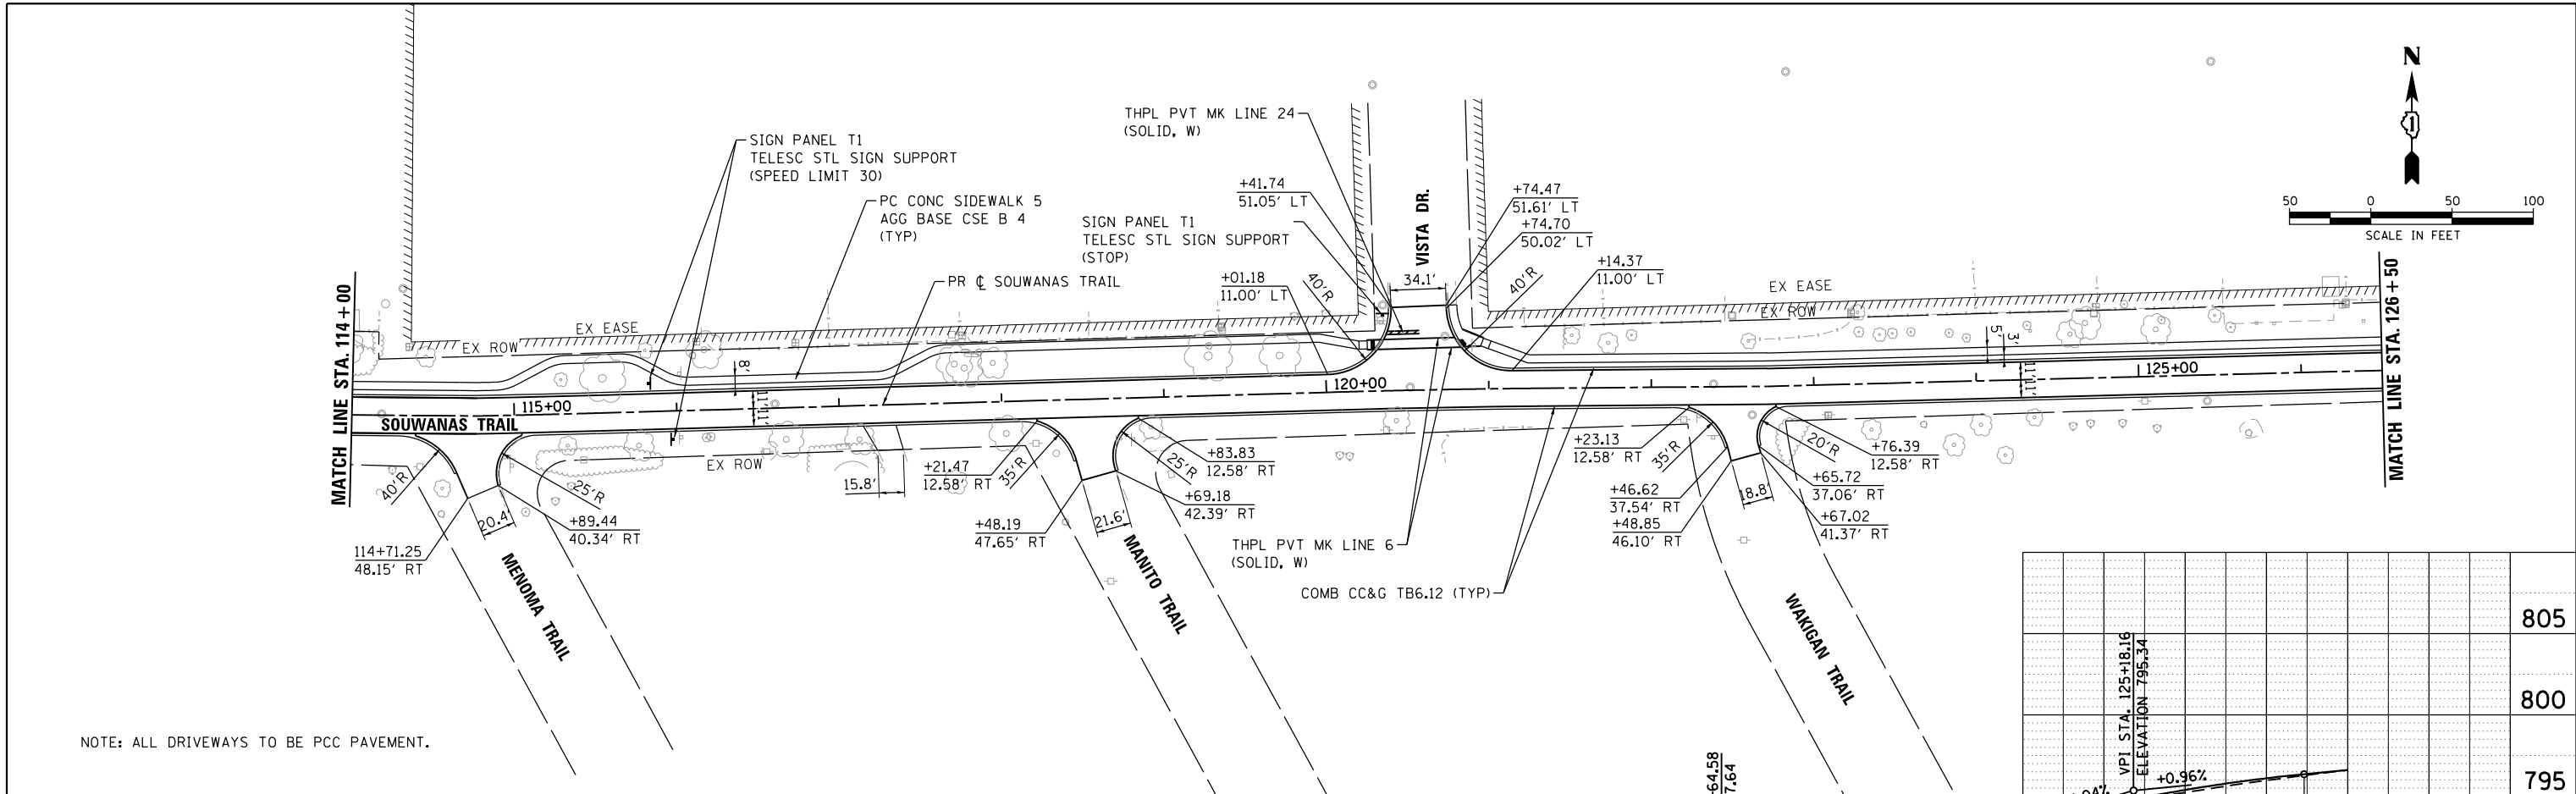 THPL PVT MK LINE 24
(SOLID, W)
SIGN PANEL T1
TELESC STL SIGN SUPPORT
(SPEED LIMIT 30)
PC CONC SIDEWALK 5
AGG BASE CSE B 4
(TYP)
PR ℄ SOUWANAS TRAIL
SIGN PANEL T1
TELESC STL SIGN SUPPORT
(STOP)
+41.74
51.05' LT
+01.18
11.00' LT
40'R
VISTA DR.
34.1'
+74.47
51.61' LT
+74.70
50.02' LT
+14.37
11.00' LT
40'R
N
1
50 0 50 100
SCALE IN FEET
MATCH LINE STA. 114+00
MATCH LINE STA. 126+50
EX EASE
EX ROW
EX EASE
EX ROW
8'
11'
11'
5'
3'
11'
11'
115+00
120+00
125+00
SOUWANAS TRAIL
EX ROW
40'R
25'R
20.4'
+89.44
40.34' RT
114+71.25
48.15' RT
MENOMA TRAIL
15.8'
+21.47
12.58' RT
35'R
25'R
+83.83
12.58' RT
+69.18
42.39' RT
+48.19
47.65' RT
21.6'
MANITO TRAIL
THPL PVT MK LINE 6
(SOLID, W)
COMB CC&G TB6.12 (TYP)
+23.13
12.58' RT
35'R
20'R
+76.39
12.58' RT
+65.72
37.06' RT
+46.62
37.54' RT
+48.85
46.10' RT
18.8'
+67.02
41.37' RT
WAKIGAN TRAIL
NOTE: ALL DRIVEWAYS TO BE PCC PAVEMENT.
805
800
795
VPI STA. 125+18.16
ELEVATION 795.34
+0.96%